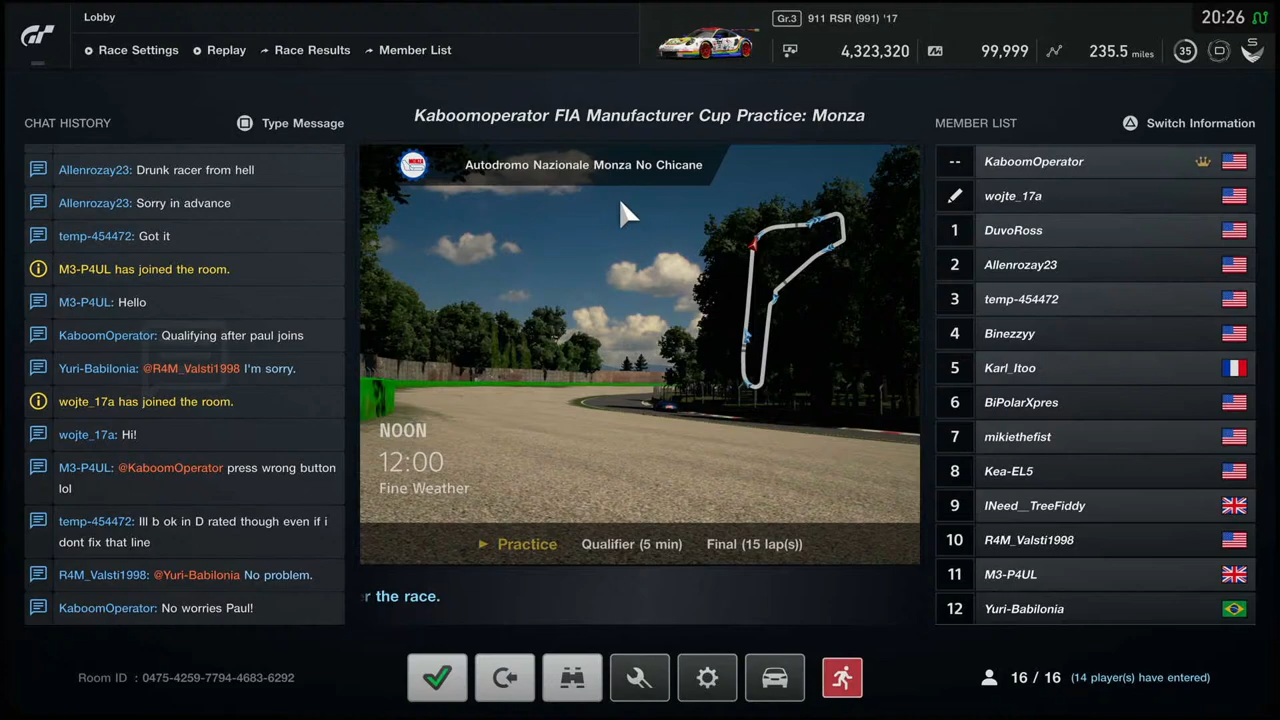 Lobby
Race Settings
Replay
Race Results
Member List
Gr.3 911 RSR (991) '17
4,323,320
99,999
235.5 miles
35
S
20:26
CHAT HISTORY
Type Message
Allenrozay23: Drunk racer from hell
Allenrozay23: Sorry in advance
temp-454472: Got it
M3-P4UL has joined the room.
M3-P4UL: Hello
KaboomOperator: Qualifying after paul joins
Yuri-Babilonia: @R4M_Valsti1998 I'm sorry.
wojte_17a has joined the room.
wojte_17a: Hi!
M3-P4UL: @KaboomOperator press wrong button
lol
temp-454472: Ill b ok in D rated though even if i
dont fix that line
R4M_Valsti1998: @Yuri-Babilonia No problem.
KaboomOperator: No worries Paul!
Room ID : 0475-4259-7794-4683-6292
Kaboomoperator FIA Manufacturer Cup Practice: Monza
MONZA
Autodromo Nazionale Monza No Chicane
NOON
12:00
Fine Weather
Practice
Qualifier (5 min)
Final (15 lap(s))
r the race.
MEMBER LIST
Switch Information
-- KaboomOperator
wojte_17a
1 DuvoRoss
2 Allenrozay23
3 temp-454472
4 Binezzyy
5 Karl_Itoo
6 BiPolarXpres
7 mikiethefist
8 Kea-EL5
9 INeed__TreeFiddy
10 R4M_Valsti1998
11 M3-P4UL
12 Yuri-Babilonia
16 / 16 (14 player(s) have entered)